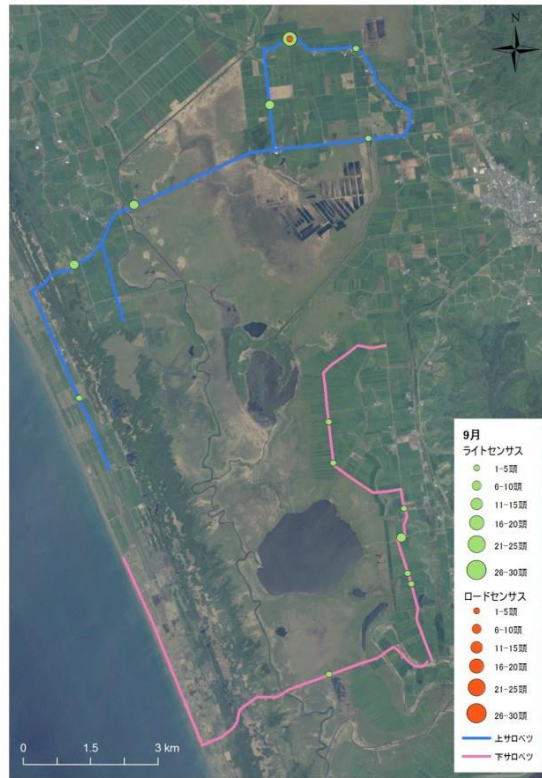 N
9月
ライトセンサス
1-5頭
6-10頭
11-15頭
16-20頭
21-25頭
26-30頭
ロードセンサス
1-5頭
6-10頭
11-15頭
16-20頭
21-25頭
26-30頭
上サロベツ
下サロベツ
0 1.5 3 km